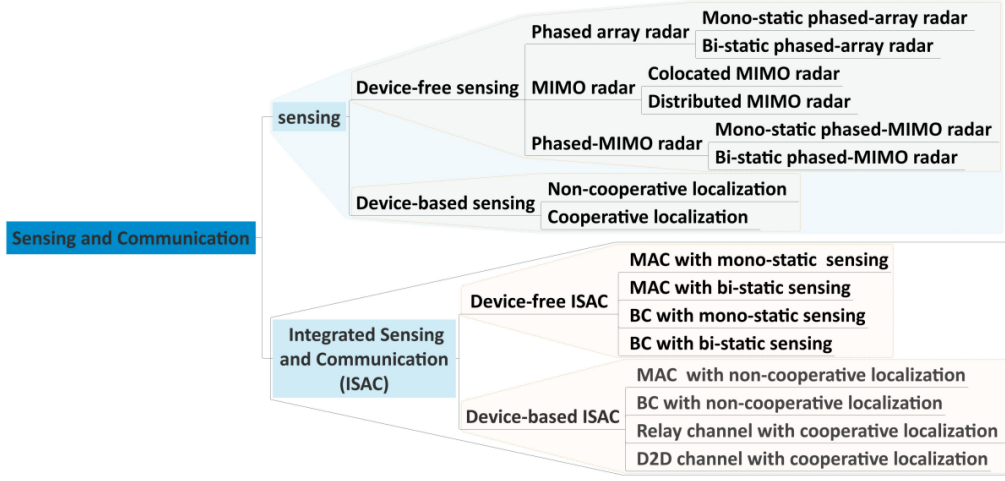 Sensing and Communication
sensing
Device-free sensing
Phased array radar
Mono-static phased-array radar
Bi-static phased-array radar
MIMO radar
Colocated MIMO radar
Distributed MIMO radar
Phased-MIMO radar
Mono-static phased-MIMO radar
Bi-static phased-MIMO radar
Device-based sensing
Non-cooperative localization
Cooperative localization
Integrated Sensing
and Communication
(ISAC)
Device-free ISAC
MAC with mono-static sensing
MAC with bi-static sensing
BC with mono-static sensing
BC with bi-static sensing
Device-based ISAC
MAC with non-cooperative localization
BC with non-cooperative localization
Relay channel with cooperative localization
D2D channel with cooperative localization